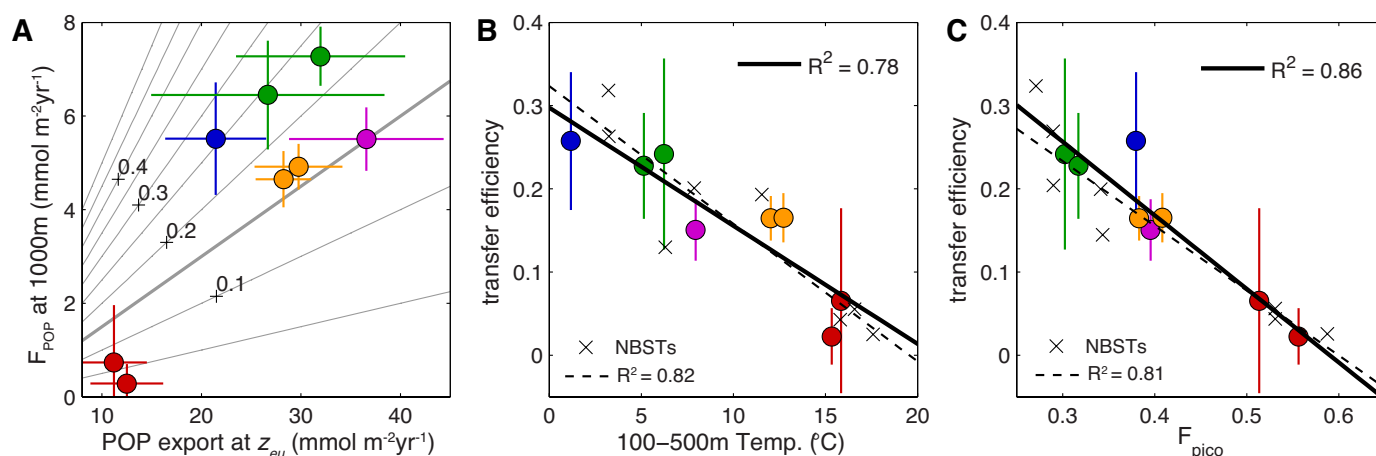 A
F_POP at 1000m (mmol m⁻²yr⁻¹)
8
6
4
2
0
0.4
0.3
0.2
0.1
10
20
30
40
POP export at z_eu (mmol m⁻²yr⁻¹)
B
transfer efficiency
0.4
0.3
0.2
0.1
0
R² = 0.78
NBSTs
R² = 0.82
0
5
10
15
20
100–500m Temp. (°C)
C
transfer efficiency
0.4
0.3
0.2
0.1
0
R² = 0.86
NBSTs
R² = 0.81
0.3
0.4
0.5
0.6
F_pico